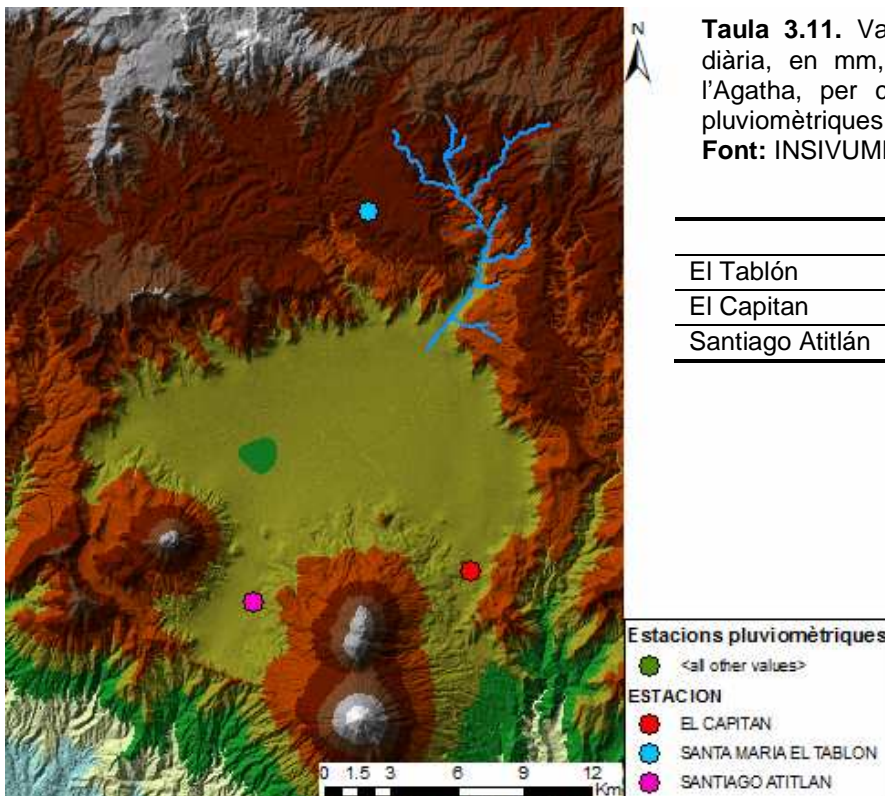 N
Taula 3.11. Va
diària, en mm,
l'Agatha, per c
pluviomètriques
Font: INSIVUM
El Tablón
El Capitan
Santiago Atitlán
0 1.5 3 6 9 12
Km
Estacions pluviomètriques
<all other values>
ESTACION
EL CAPITAN
SANTA MARIA EL TABLON
SANTIAGO ATITLAN